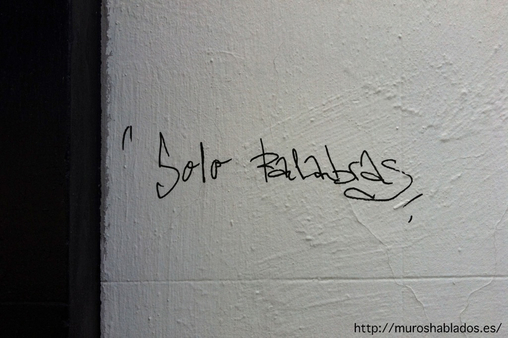 "Solo Palabras"
http://muroshablados.es/